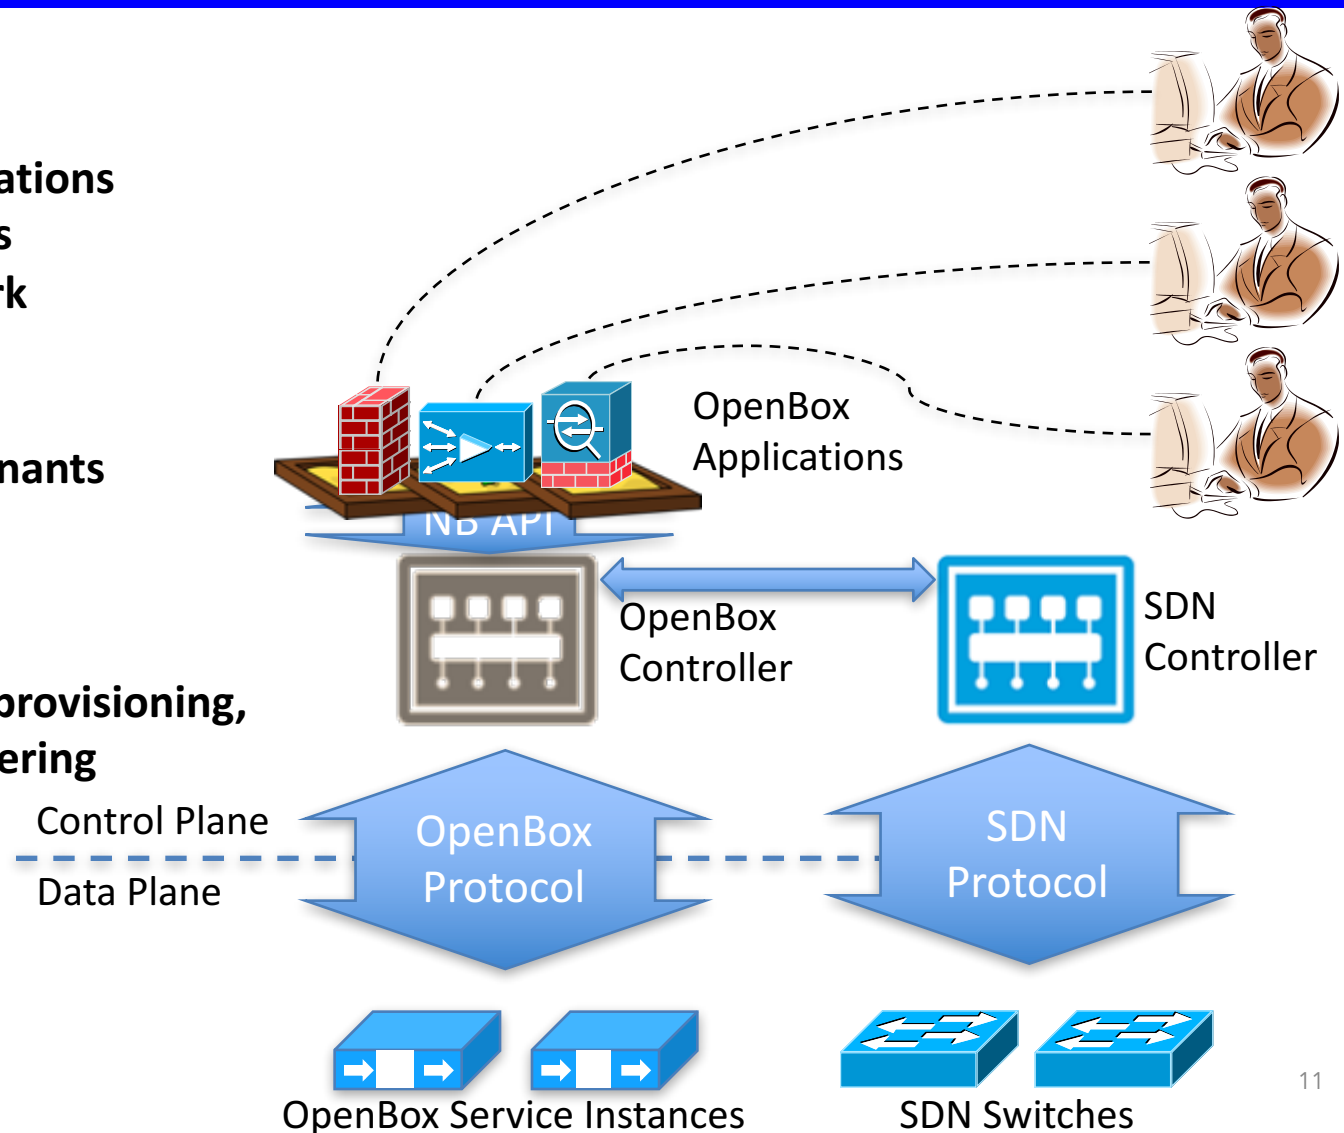 ations
s
rk
nants
provisioning,
ering
OpenBox
Applications
NB API
OpenBox
Controller
SDN
Controller
Control Plane
Data Plane
OpenBox
Protocol
SDN
Protocol
OpenBox Service Instances
SDN Switches
11